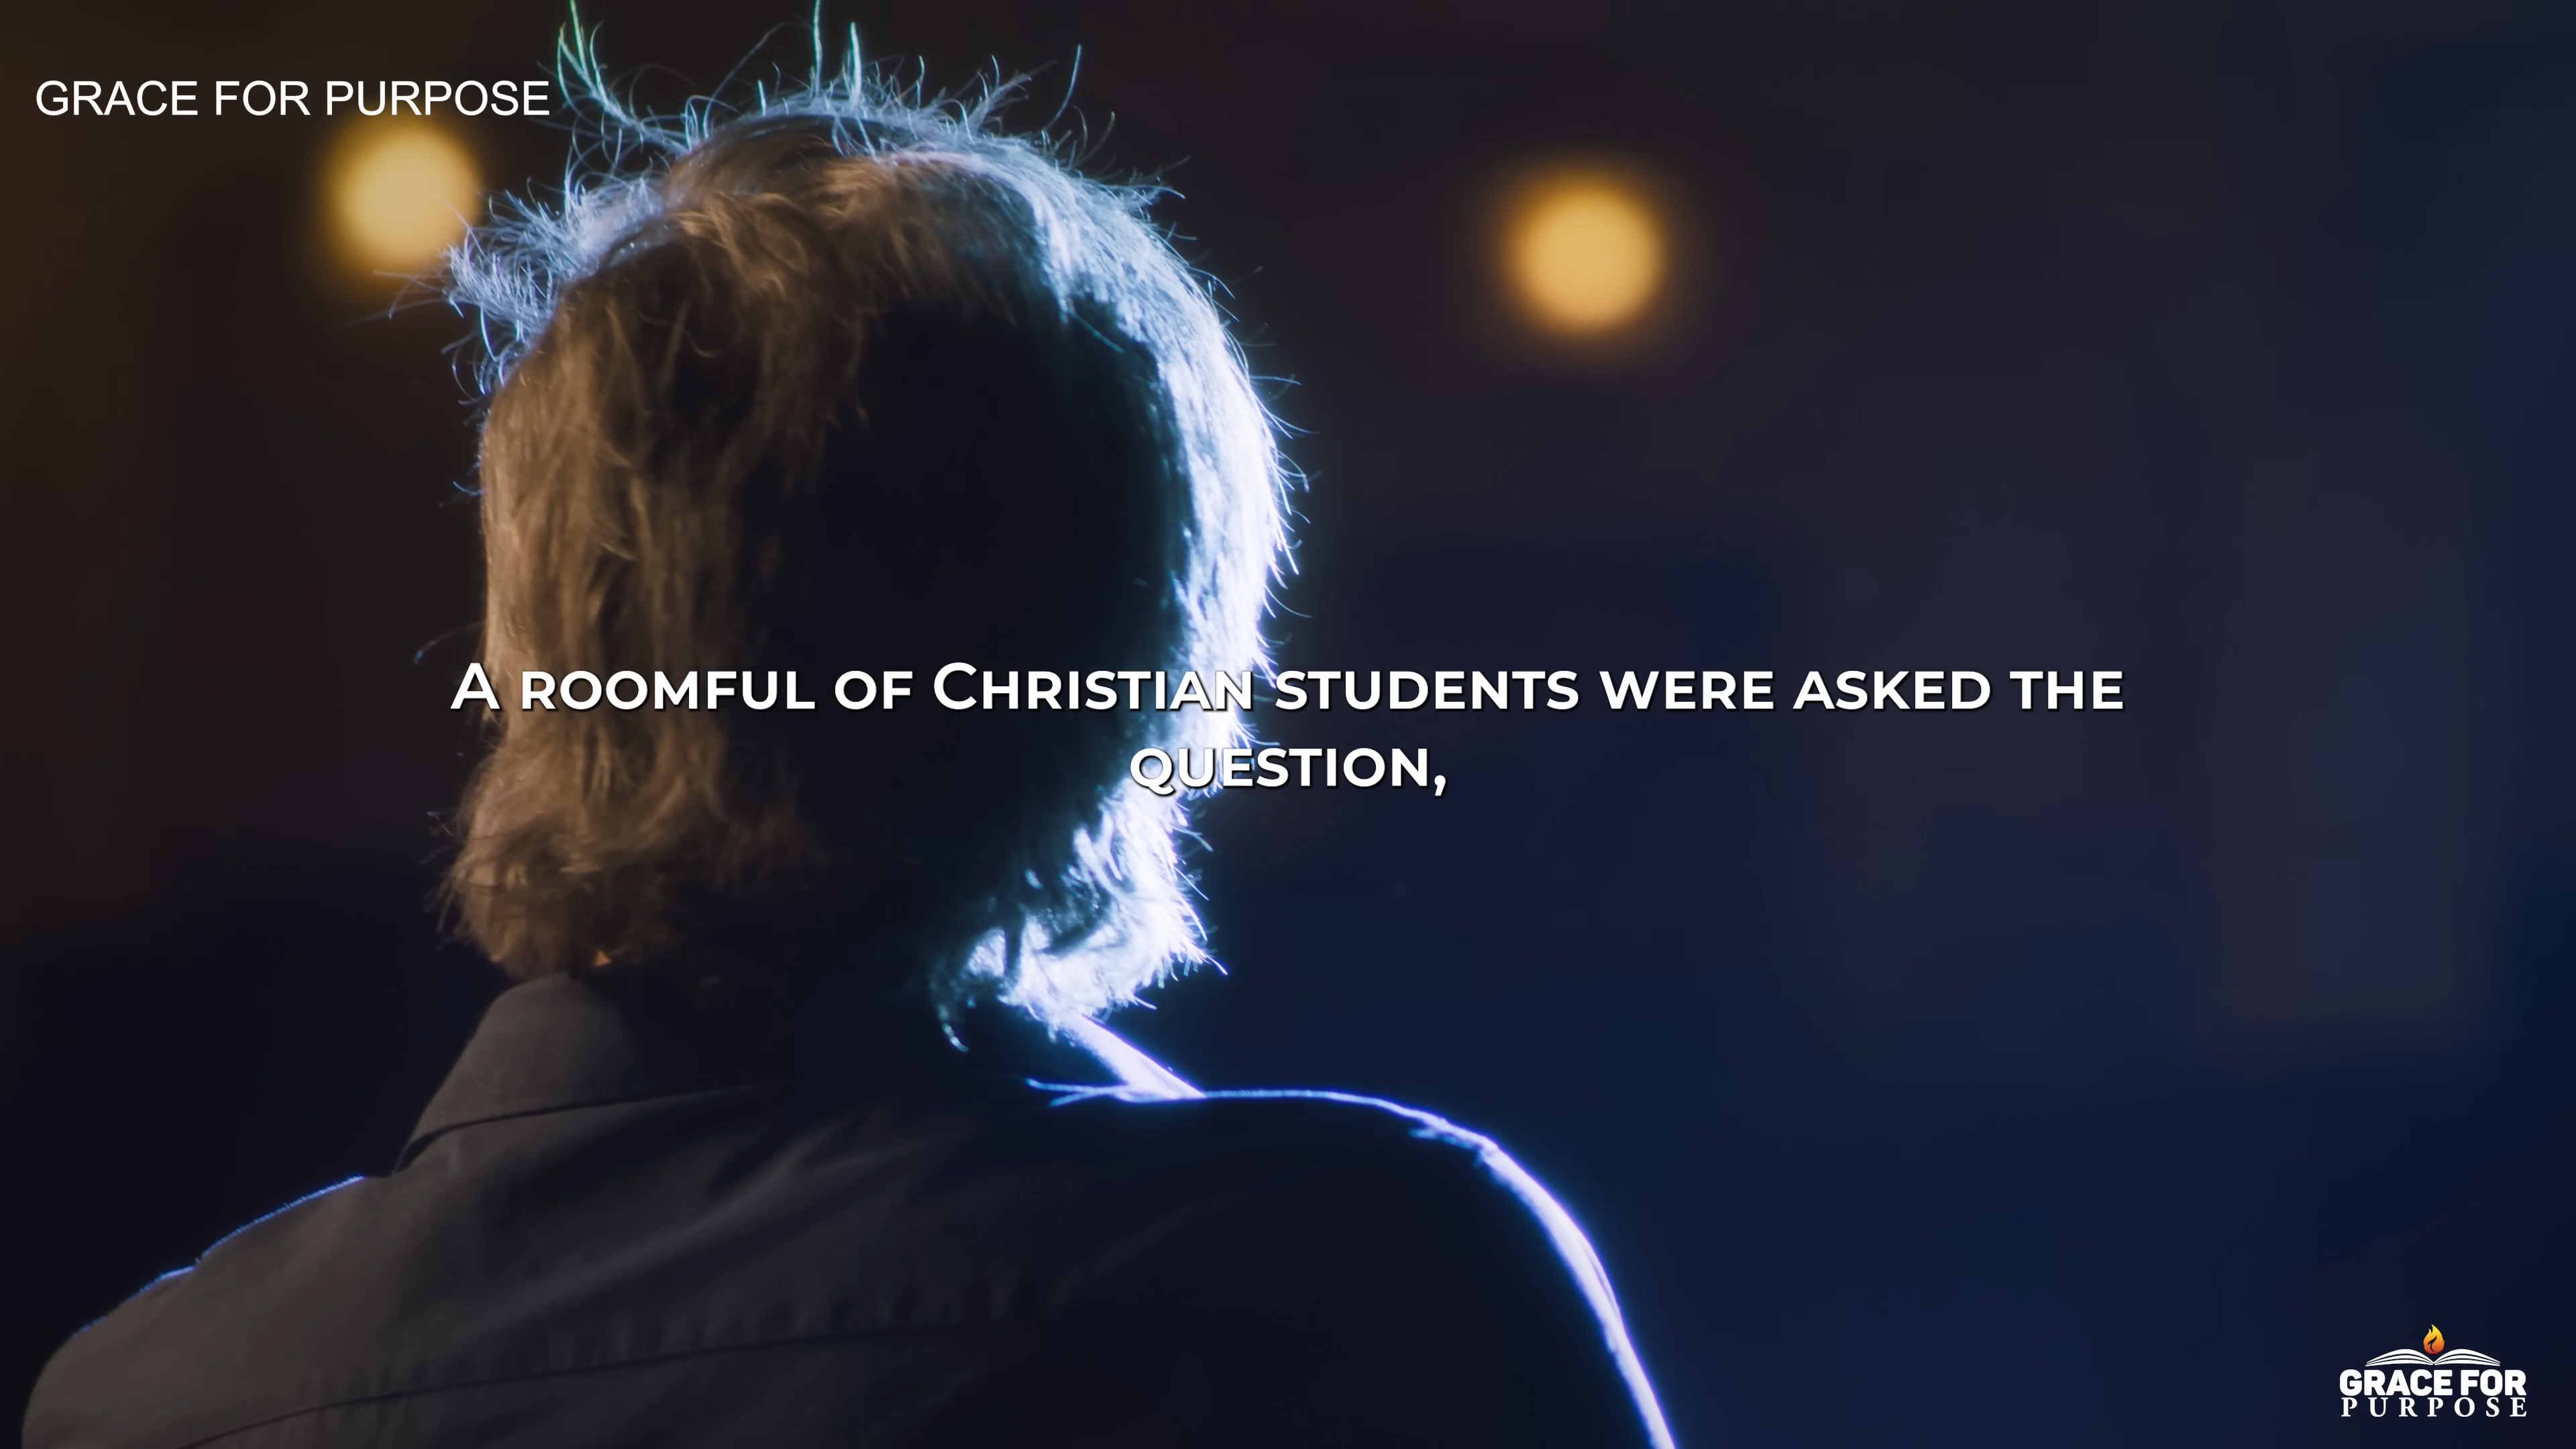 GRACE FOR PURPOSE
A ROOMFUL OF CHRISTIAN STUDENTS WERE ASKED THE
QUESTION,
GRACE FOR
PURPOSE